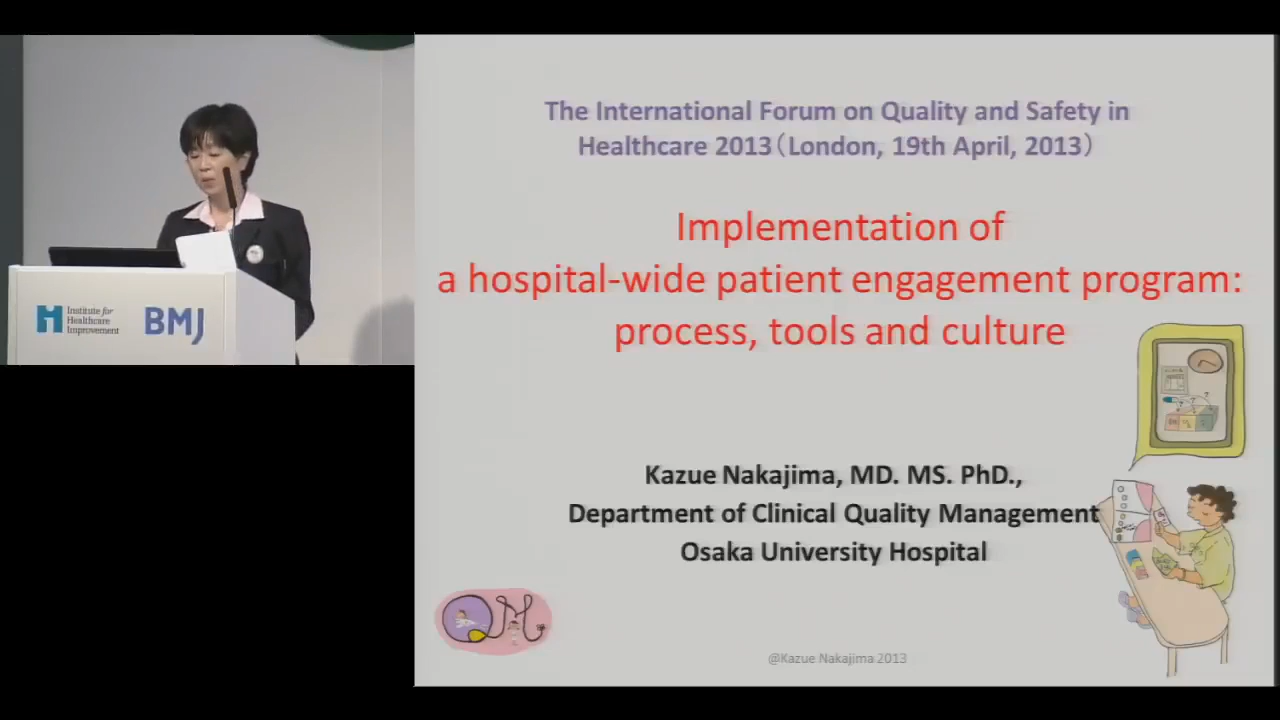 Institute for
Healthcare
Improvement
BMJ
The International Forum on Quality and Safety in
Healthcare 2013（London, 19th April, 2013）
Implementation of
a hospital-wide patient engagement program:
process, tools and culture
Kazue Nakajima, MD. MS. PhD.,
Department of Clinical Quality Management
Osaka University Hospital
QM
@Kazue Nakajima 2013